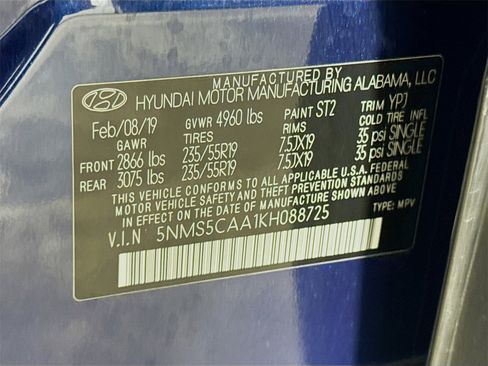 MANUFACTURED BY
HYUNDAI MOTOR MANUFACTURING ALABAMA, LLC
Feb/08/19 GVWR 4960 lbs PAINT ST2 TRIM YPJ
GAWR TIRES RIMS COLD TIRE INFL
FRONT 2866 lbs 235/55R19 7.5JX19 35 psi SINGLE
REAR 3075 lbs 235/55R19 7.5JX19 35 psi SINGLE
THIS VEHICLE CONFORMS TO ALL APPLICABLE U.S.A. FEDERAL
MOTOR VEHICLE SAFETY AND THEFT PREVENTION STANDARDS
IN EFFECT ON THE DATE OF MANUFACTURE SHOWN ABOVE
V.I.N 5NMS5CAA1KH088725 TYPE: MPV